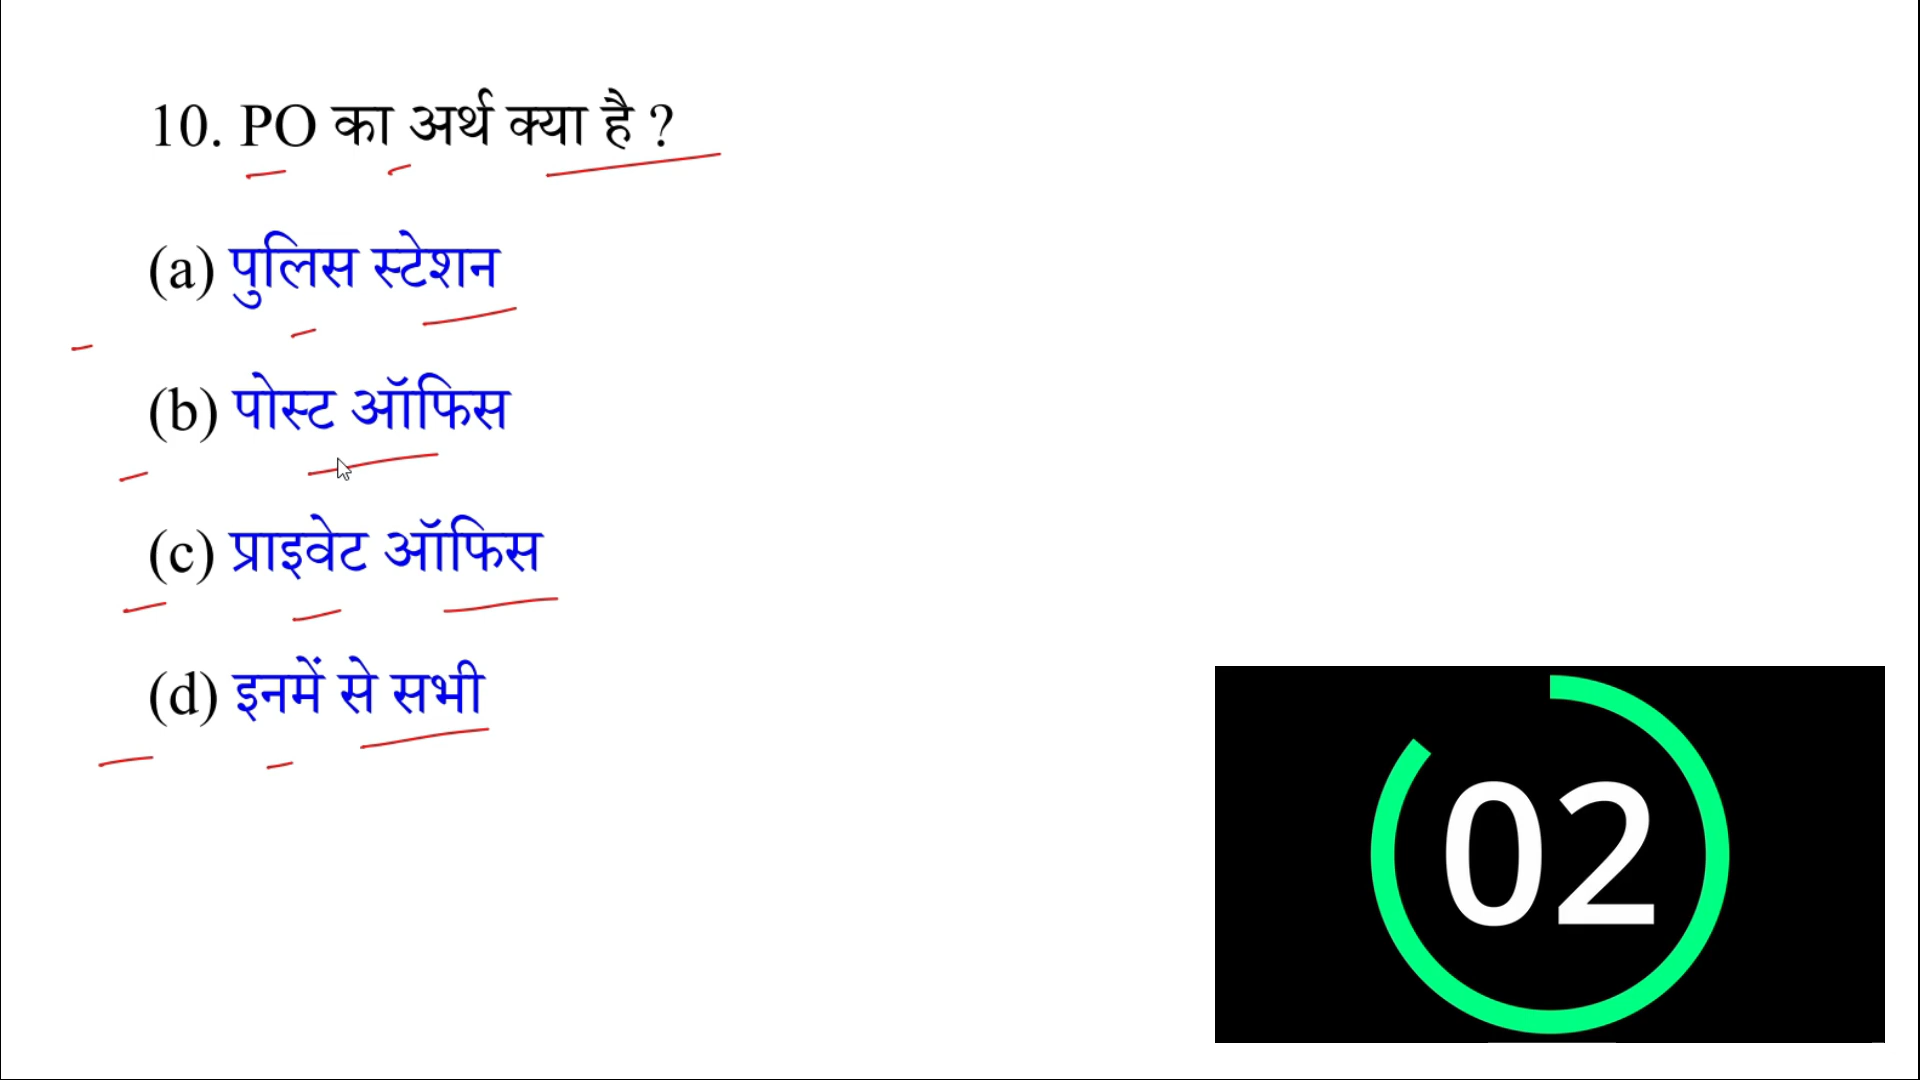 10. PO का अर्थ क्या है ?
(a) पुलिस स्टेशन
(b) पोस्ट ऑफिस
(c) प्राइवेट ऑफिस
(d) इनमें से सभी
02